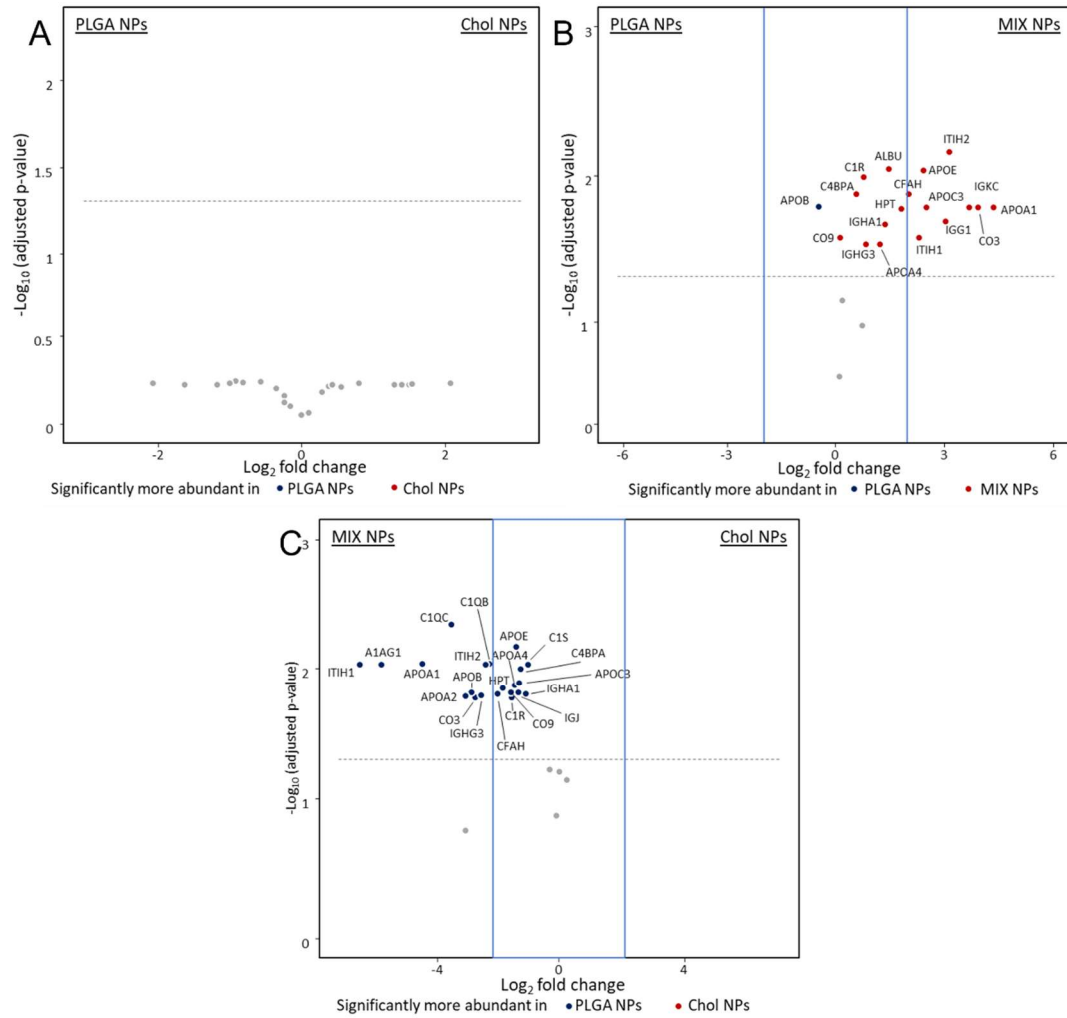 A
PLGA NPs
Chol NPs
-Log₁₀ (adjusted p-value)
2
1.5
1
0.5
0
-2
0
2
Log₂ fold change
Significantly more abundant in • PLGA NPs • Chol NPs
B
PLGA NPs
MIX NPs
-Log₁₀ (adjusted p-value)
3
2
1
0
ITIH2
ALBU
APOE
C1R
CFAH
IGKC
C4BPA
APOC3
HPT
APOB
APOA1
IGHA1
IGG1
CO3
CO9
ITIH1
IGHG3
APOA4
-6
-3
0
3
6
Log₂ fold change
Significantly more abundant in • PLGA NPs • MIX NPs
C
MIX NPs
Chol NPs
-Log₁₀ (adjusted p-value)
3
2
1
0
C1QB
C1QC
APOE
C1S
A1AG1
ITIH2
APOA4
C4BPA
ITIH1
APOA1
APOB
HPT
APOC3
APOA2
IGHA1
CO3
C1R
IGJ
IGHG3
CO9
CFAH
-4
0
4
Log₂ fold change
Significantly more abundant in • PLGA NPs • Chol NPs